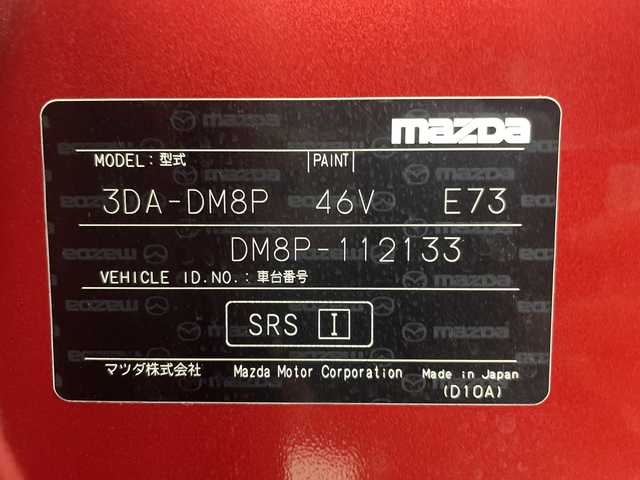 mazda
MODEL:型式 |PAINT|
3DA-DM8P 46V E73
DM8P-112133
VEHICLE ID.NO.:車台番号
SRS I
マツダ株式会社 Mazda Motor Corporation Made in Japan
(D10A)